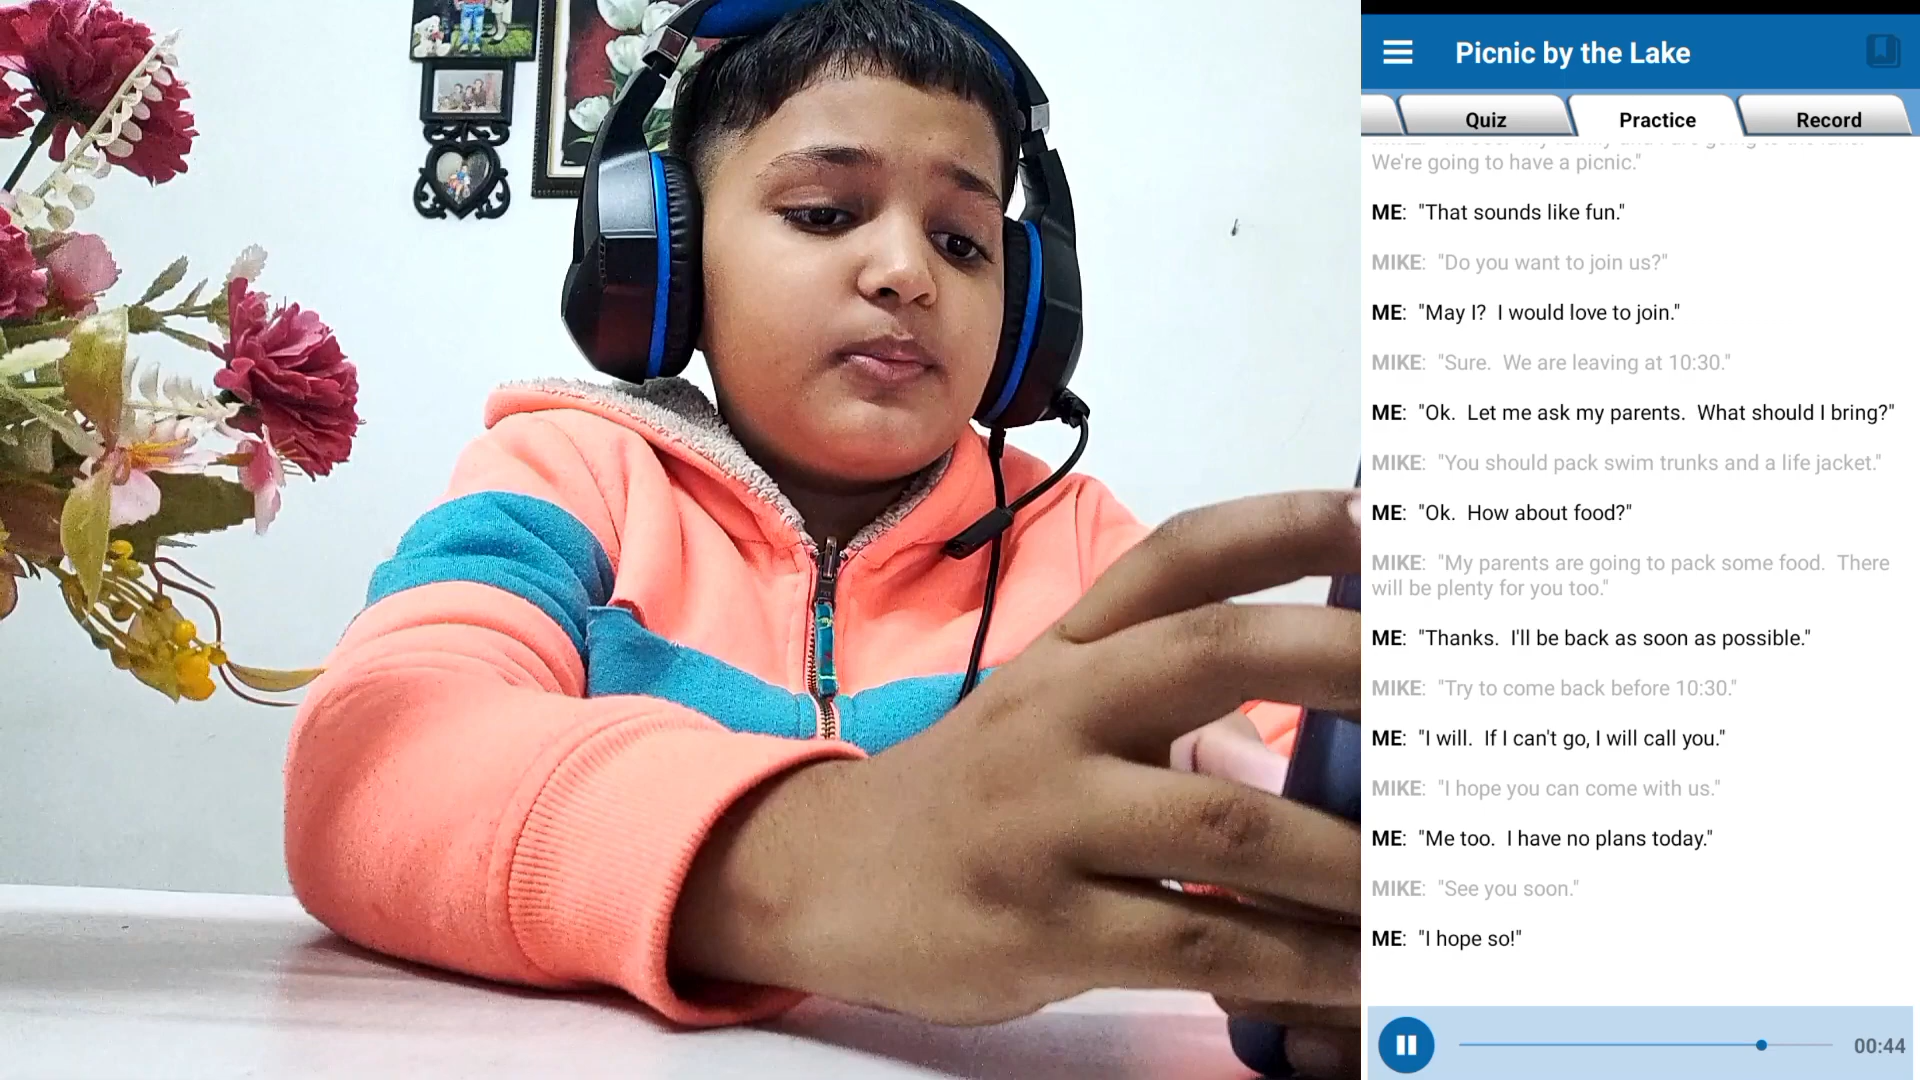 Picnic by the Lake
Quiz
Practice
Record
We're going to have a picnic."
ME: "That sounds like fun."
MIKE: "Do you want to join us?"
ME: "May I? I would love to join."
MIKE: "Sure. We are leaving at 10:30."
ME: "Ok. Let me ask my parents. What should I bring?"
MIKE: "You should pack swim trunks and a life jacket."
ME: "Ok. How about food?"
MIKE: "My parents are going to pack some food. There
will be plenty for you too."
ME: "Thanks. I'll be back as soon as possible."
MIKE: "Try to come back before 10:30."
ME: "I will. If I can't go, I will call you."
MIKE: "I hope you can come with us."
ME: "Me too. I have no plans today."
MIKE: "See you soon."
ME: "I hope so!"
00:44